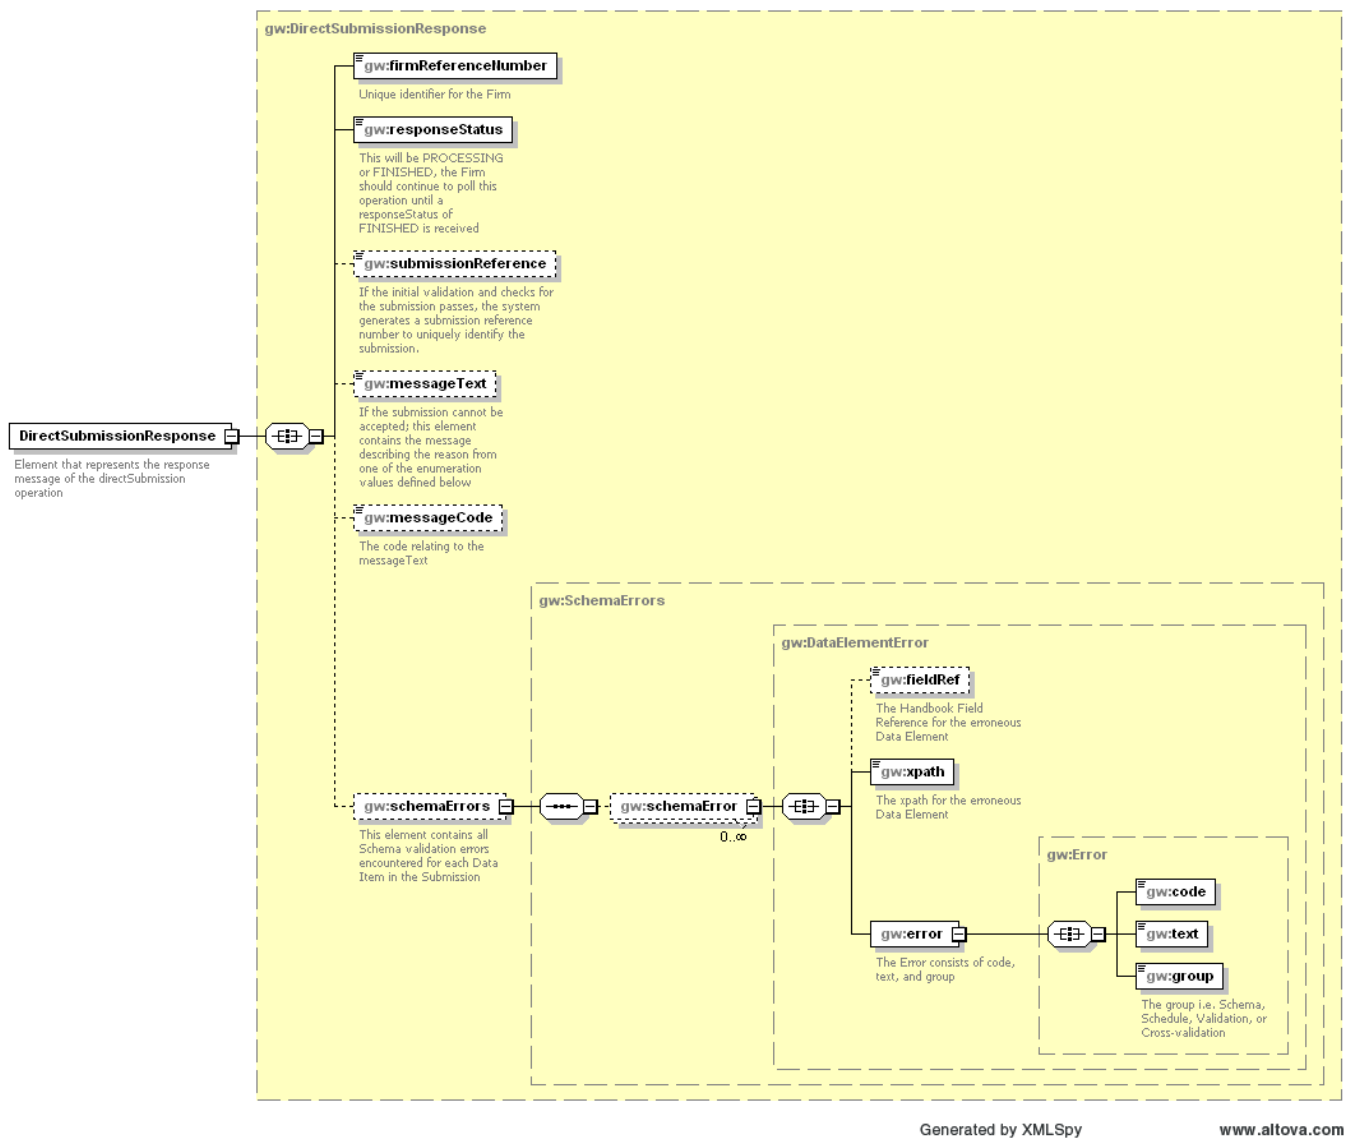 gw:DirectSubmissionResponse
gw:firmReferenceNumber
Unique identifier for the Firm
gw:responseStatus
This will be PROCESSING
or FINISHED, the Firm
should continue to poll this
operation until a
responseStatus of
FINISHED is received
gw:submissionReference
If the initial validation and checks for
the submission passes, the system
generates a submission reference
number to uniquely identify the
submission.
gw:messageText
If the submission cannot be
accepted; this element
contains the message
describing the reason from
one of the enumeration
values defined below
DirectSubmissionResponse
Element that represents the response
message of the directSubmission
operation
gw:messageCode
The code relating to the
messageText
gw:SchemaErrors
gw:DataElementError
gw:fieldRef
The Handbook Field
Reference for the erroneous
Data Element
gw:xpath
The xpath for the erroneous
Data Element
gw:schemaErrors
This element contains all
Schema validation errors
encountered for each Data
Item in the Submission
gw:schemaError
0..∞
gw:Error
gw:code
gw:error
The Error consists of code,
text, and group
gw:text
gw:group
The group i.e. Schema,
Schedule, Validation, or
Cross-validation
Generated by XMLSpy
www.altova.com